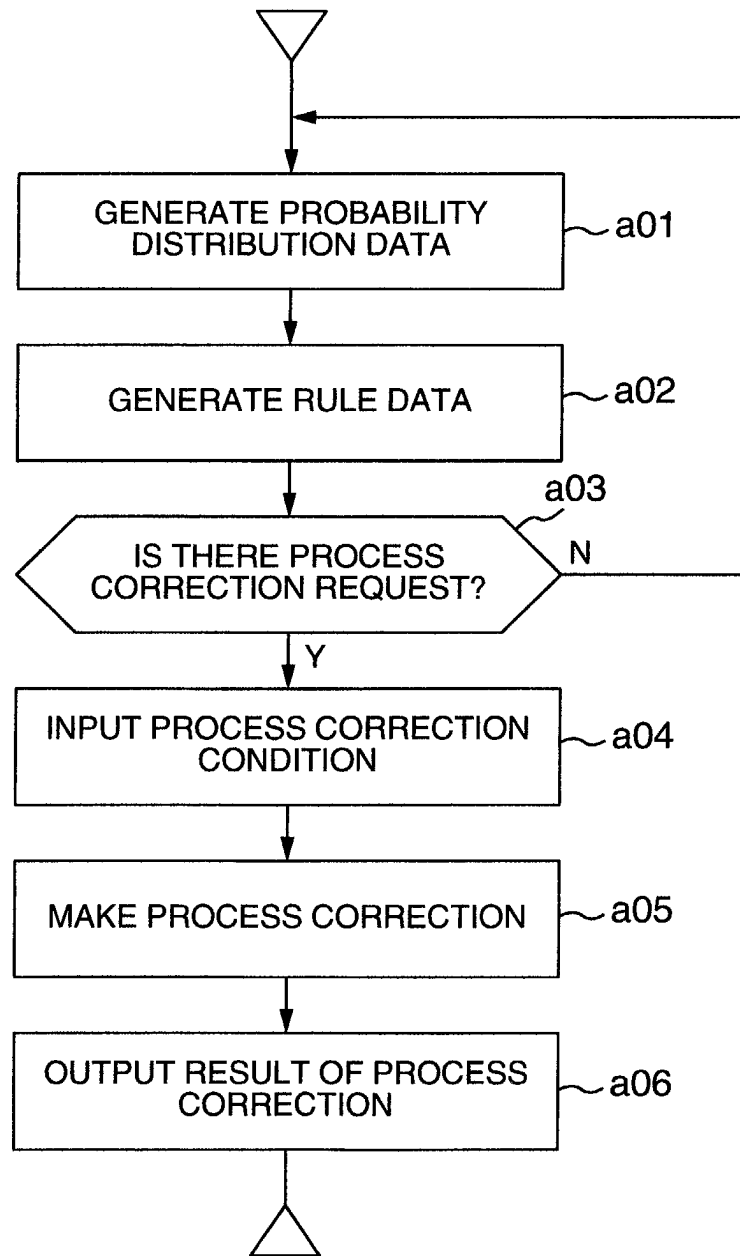 GENERATE PROBABILITY
DISTRIBUTION DATA
a01
GENERATE RULE DATA
a02
a03
IS THERE PROCESS
CORRECTION REQUEST?
N
Y
INPUT PROCESS CORRECTION
CONDITION
a04
MAKE PROCESS CORRECTION
a05
OUTPUT RESULT OF PROCESS
CORRECTION
a06